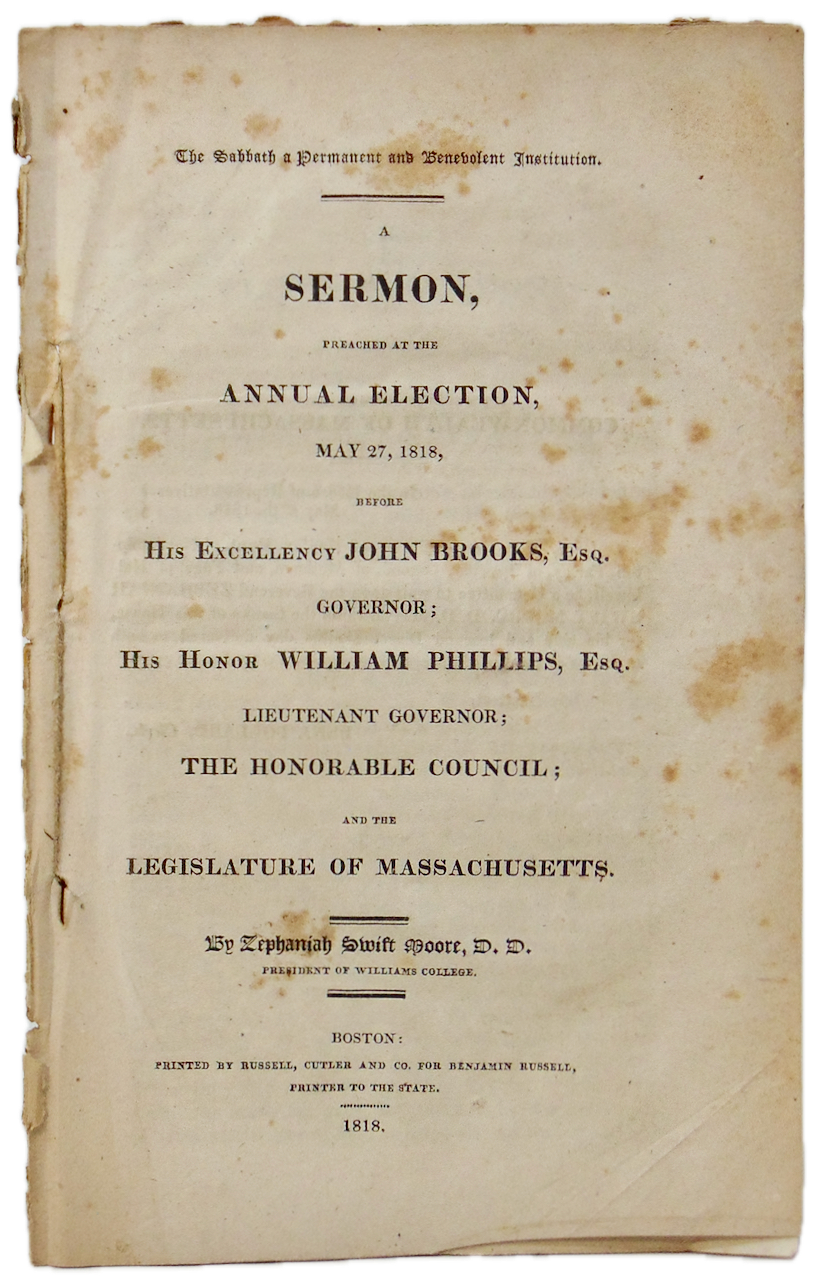 The Sabbath a Permanent and Benevolent Institution.
A
SERMON,
PREACHED AT THE
ANNUAL ELECTION,
MAY 27, 1818,
BEFORE
His Excellency JOHN BROOKS, Esq.
GOVERNOR;
His Honor WILLIAM PHILLIPS, Esq.
LIEUTENANT GOVERNOR;
THE HONORABLE COUNCIL;
AND THE
LEGISLATURE OF MASSACHUSETTS.
By Zephaniah Swift Moore, D. D.
PRESIDENT OF WILLIAMS COLLEGE.
BOSTON:
PRINTED BY RUSSELL, CUTLER AND CO. FOR BENJAMIN RUSSELL,
PRINTER TO THE STATE.
1818.